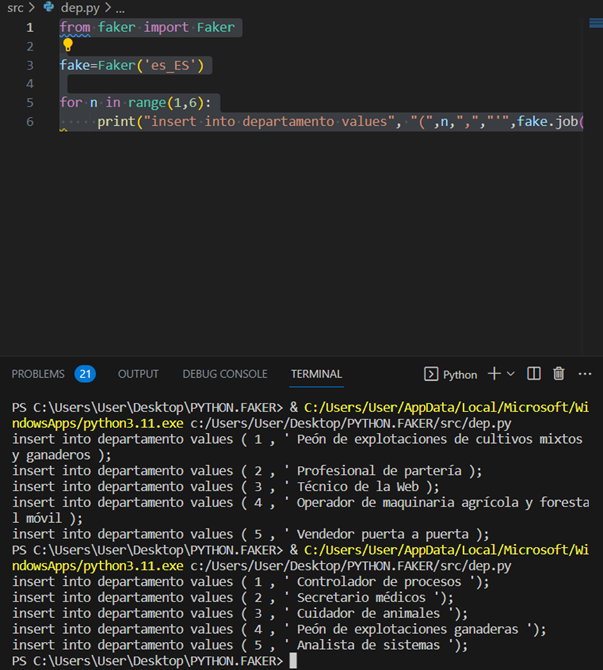 src > dep.py > ...
1 from faker import Faker
2
3 fake=Faker('es_ES')
4
5 for n in range(1,6):
6 print("insert into departamento values", "(",n,",","'",fake.job(
PROBLEMS 21 OUTPUT DEBUG CONSOLE TERMINAL Python
PS C:\Users\User\Desktop\PYTHON.FAKER> & C:/Users/User/AppData/Local/Microsoft/Wi
ndowsApps/python3.11.exe c:/Users/User/Desktop/PYTHON.FAKER/src/dep.py
insert into departamento values ( 1 , ' Peón de explotaciones de cultivos mixtos
y ganaderos );
insert into departamento values ( 2 , ' Profesional de partería );
insert into departamento values ( 3 , ' Técnico de la Web );
insert into departamento values ( 4 , ' Operador de maquinaria agrícola y foresta
l móvil );
insert into departamento values ( 5 , ' Vendedor puerta a puerta );
PS C:\Users\User\Desktop\PYTHON.FAKER> & C:/Users/User/AppData/Local/Microsoft/Wi
ndowsApps/python3.11.exe c:/Users/User/Desktop/PYTHON.FAKER/src/dep.py
insert into departamento values ( 1 , ' Controlador de procesos ');
insert into departamento values ( 2 , ' Secretario médicos ');
insert into departamento values ( 3 , ' Cuidador de animales ');
insert into departamento values ( 4 , ' Peón de explotaciones ganaderas ');
insert into departamento values ( 5 , ' Analista de sistemas ');
PS C:\Users\User\Desktop\PYTHON.FAKER>